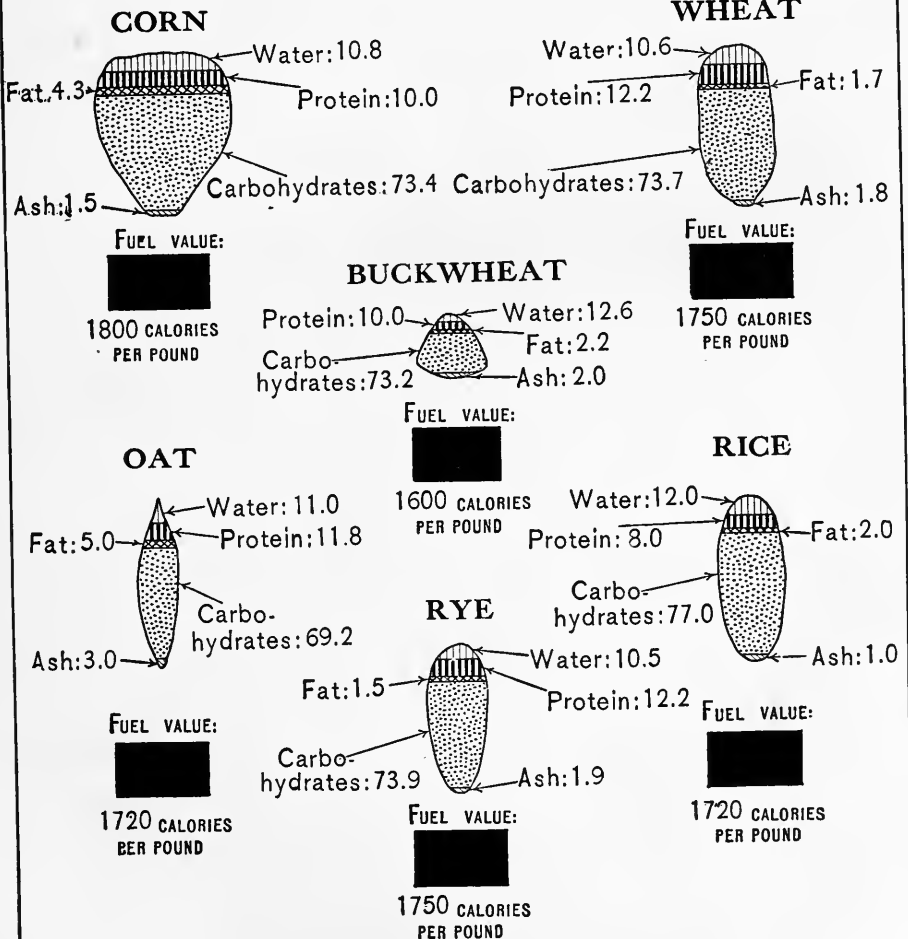 CORN
Water:10.8
Fat:4.3
Protein:10.0
Carbohydrates:73.4
Ash:1.5
FUEL VALUE:
1800 CALORIES
PER POUND
WHEAT
Water:10.6
Protein:12.2
Fat:1.7
Carbohydrates:73.7
Ash:1.8
FUEL VALUE:
1750 CALORIES
PER POUND
BUCKWHEAT
Protein:10.0
Water:12.6
Fat:2.2
Carbo-
hydrates:73.2
Ash:2.0
FUEL VALUE:
1600 CALORIES
PER POUND
OAT
Water:11.0
Fat:5.0
Protein:11.8
Carbo-
hydrates:69.2
Ash:3.0
FUEL VALUE:
1720 CALORIES
BER POUND
RYE
Water:10.5
Fat:1.5
Protein:12.2
Carbo-
hydrates:73.9
Ash:1.9
FUEL VALUE:
1750 CALORIES
PER POUND
RICE
Water:12.0
Protein:8.0
Fat:2.0
Carbo-
hydrates:77.0
Ash:1.0
FUEL VALUE:
1720 CALORIES
PER POUND